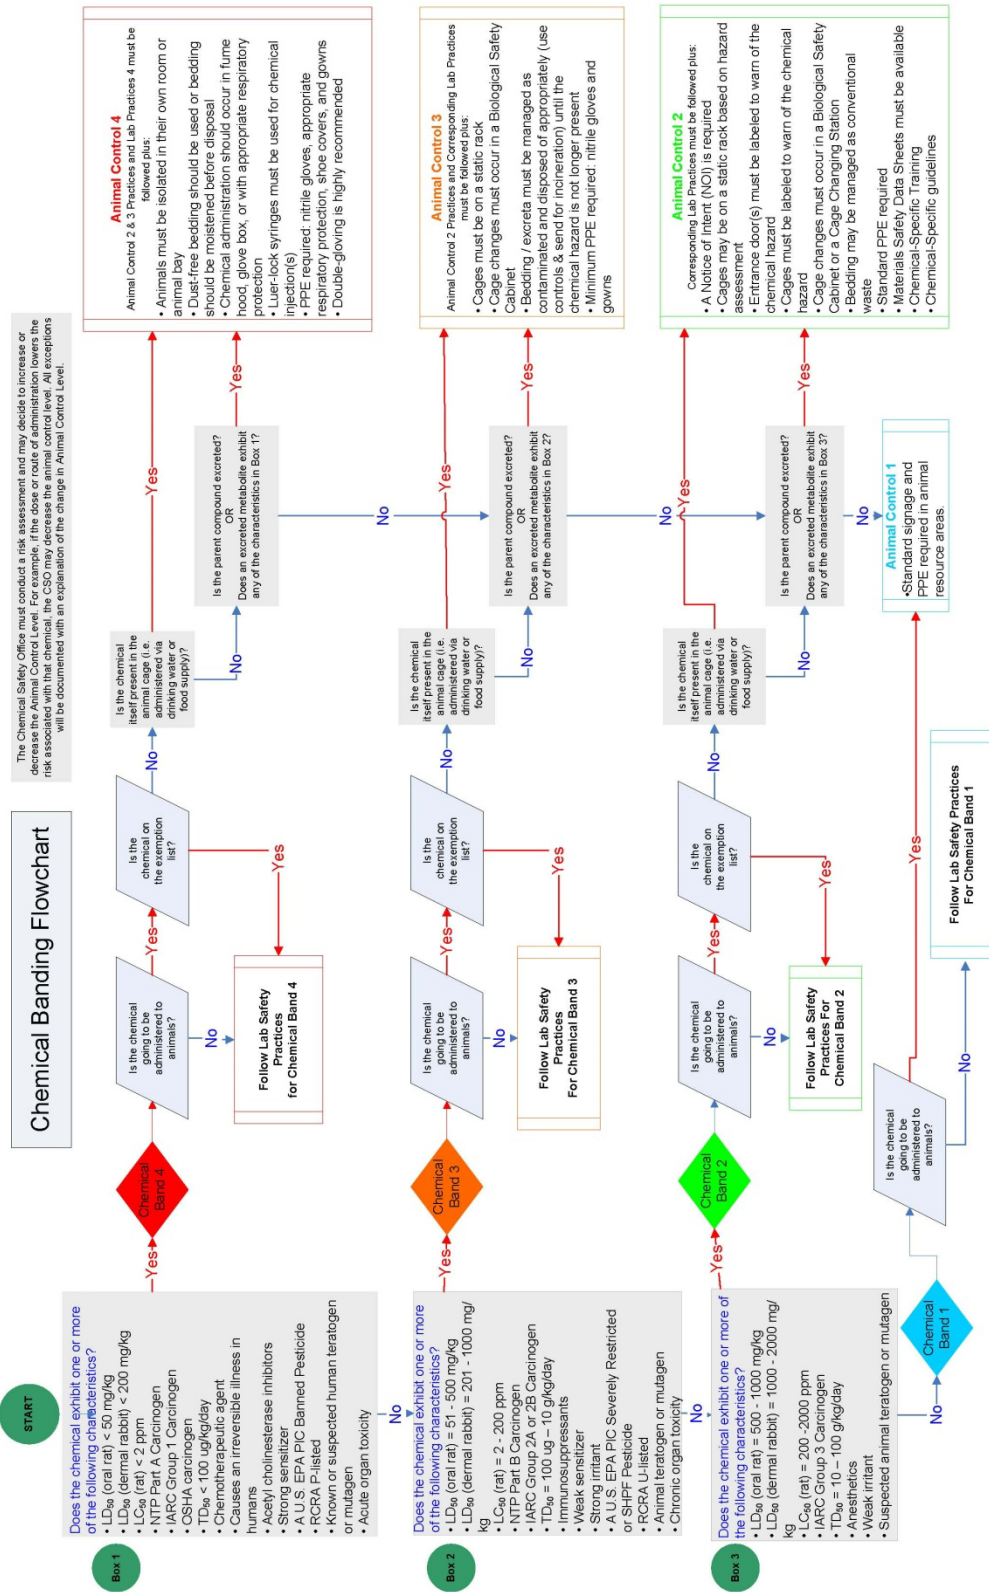 Chemical Banding Flowchart
The Chemical Safety Office must conduct a risk assessment and may decide to increase or
decrease the Animal Control Level. For example, if the dose or route of administration lowers the
risk associated with that chemical, the CSO may decrease the animal control level. All exceptions
will be documented with an explanation of the change in Animal Control Level.
START
Box 1
Does the chemical exhibit one or more
of the following characteristics?
• LD₅₀ (oral rat) < 50 mg/kg
• LD₅₀ (dermal rabbit) < 200 mg/kg
• LC₅₀ (rat) < 2 ppm
• NTP Part A Carcinogen
• IARC Group 1 Carcinogen
• OSHA carcinogen
• TD₅₀ < 100 ug/kg/day
• Chemotherapeutic agent
• Causes an irreversible illness in
humans
• Acetyl cholinesterase inhibitors
• Strong sensitizer
• A U.S. EPA PIC Banned Pesticide
• RCRA P-listed
• Known or suspected human teratogen
or mutagen
• Acute organ toxicity
Yes
Chemical
Band 4
Is the chemical
going to be
administered to
animals?
Yes
No
Follow Lab Safety
Practices
for Chemical Band 4
Is the
chemical on
the exemption
list?
Yes
No
Is the chemical
itself present in the
animal cage (i.e.
administered via
drinking water or
food supply)?
Yes
No
Is the parent compound excreted?
OR
Does an excreted metabolite exhibit
any of the characteristics in Box 1?
Yes
No
Animal Control 4
Animal Control 2 & 3 Practices and Lab Practices 4 must be
followed plus:
• Animals must be isolated in their own room or
animal bay
• Dust-free bedding should be used or bedding
should be moistened before disposal
• Chemical administration should occur in fume
hood, glove box, or with appropriate respiratory
protection
• Luer-lock syringes must be used for chemical
injection(s)
• PPE required: nitrile gloves, appropriate
respiratory protection, shoe covers, and gowns
• Double-gloving is highly recommended
No
Box 2
Does the chemical exhibit one or more
of the following characteristics?
• LD₅₀ (oral rat) = 51 - 500 mg/kg
• LD₅₀ (dermal rabbit) = 201 - 1000 mg/
kg
• LC₅₀ (rat) = 2 - 200 ppm
• NTP Part B Carcinogen
• IARC Group 2A or 2B Carcinogen
• TD₅₀ = 100 ug – 10 g/kg/day
• Immunosuppressants
• Weak sensitizer
• Strong irritant
• A U.S. EPA PIC Severely Restricted
or SHPF Pesticide
• RCRA U-listed
• Animal teratogen or mutagen
• Chronic organ toxicity
Yes
Chemical
Band 3
Is the chemical
going to be
administered to
animals?
Yes
No
Follow Lab Safety
Practices
For Chemical Band 3
Is the
chemical on
the exemption
list?
Yes
No
Is the chemical
itself present in the
animal cage (i.e.
administered via
drinking water or
food supply)?
Yes
No
Is the parent compound excreted?
OR
Does an excreted metabolite exhibit
any of the characteristics in Box 2?
Yes
No
Animal Control 3
Animal Control 2 Practices and Corresponding Lab Practices
must be followed plus:
• Cages must be on a static rack
• Cage changes must occur in a Biological Safety
Cabinet
• Bedding / excreta must be managed as
contaminated and disposed of appropriately (use
controls & send for incineration) until the
chemical hazard is not longer present
• Minimum PPE required: nitrile gloves and
gowns
No
Box 3
Does the chemical exhibit one or more of
the following characteristics?
• LD₅₀ (oral rat) = 500 - 1000 mg/kg
• LD₅₀ (dermal rabbit) = 1000 - 2000 mg/
kg
• LC₅₀ (rat) = 200 -2000 ppm
• IARC Group 3 Carcinogen
• TD₅₀ = 10 – 100 g/kg/day
• Anesthetics
• Weak irritant
• Suspected animal teratogen or mutagen
Yes
Chemical
Band 2
Is the chemical
going to be
administered to
animals?
Yes
No
Follow Lab Safety
Practices For
Chemical Band 2
Is the
chemical on
the exemption
list?
Yes
No
Is the chemical
itself present in the
animal cage (i.e.
administered via
drinking water or
food supply)?
Yes
No
Is the parent compound excreted?
OR
Does an excreted metabolite exhibit
any of the characteristics in Box 3?
Yes
No
Animal Control 2
Corresponding Lab Practices must be followed plus:
• A Notice of Intent (NOI) is required
• Cages may be on a static rack based on hazard
assessment
• Entrance door(s) must be labeled to warn of the
chemical hazard
• Cages must be labeled to warn of the chemical
hazard
• Cage changes must occur in a Biological Safety
Cabinet or a Cage Changing Station
• Bedding may be managed as conventional
waste
• Standard PPE required
• Materials Safety Data Sheets must be available
• Chemical-Specific Training
• Chemical-Specific guidelines
No
Chemical
Band 1
Is the chemical
going to be
administered to
animals?
Yes
No
Follow Lab Safety Practices
For Chemical Band 1
Animal Control 1
•Standard signage and
PPE required in animal
resource areas.